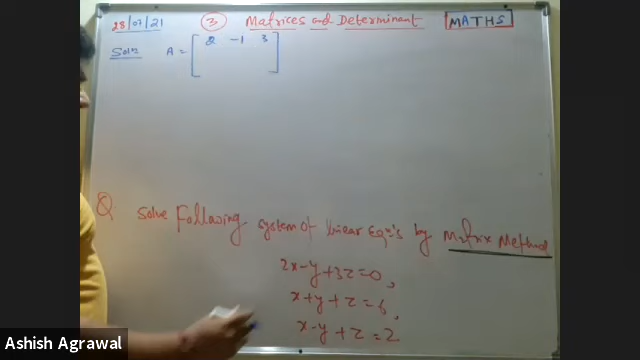 28/07/21 ③ Matrices and Determinant MATHS
Solⁿ A = [ 2 -1 3 ]
Q. Solve Following system of linear Eqⁿs by Matrix Method
2x-y+3z=0,
x+y+z=6,
x-y+z=2
Ashish Agrawal